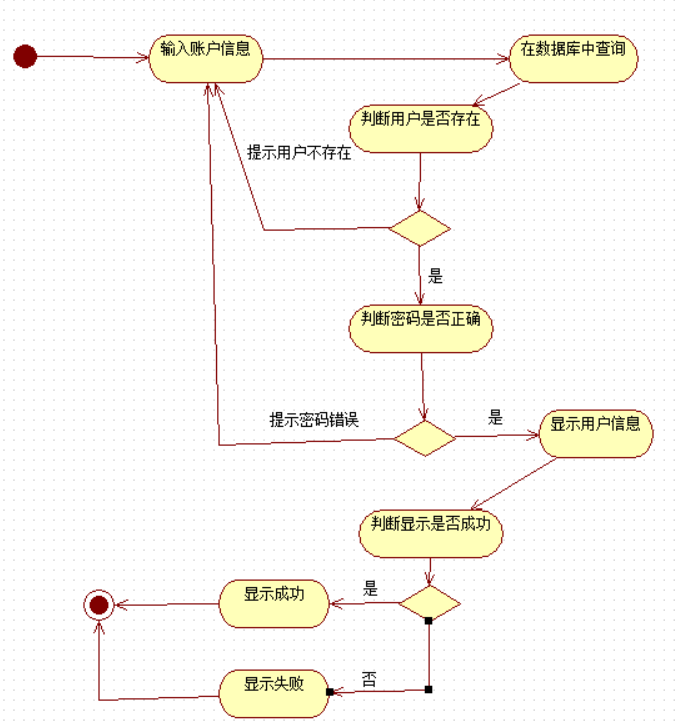 输入账户信息
在数据库中查询
判断用户是否存在
提示用户不存在
是
判断密码是否正确
提示密码错误
是
显示用户信息
判断显示是否成功
显示成功
是
显示失败
否